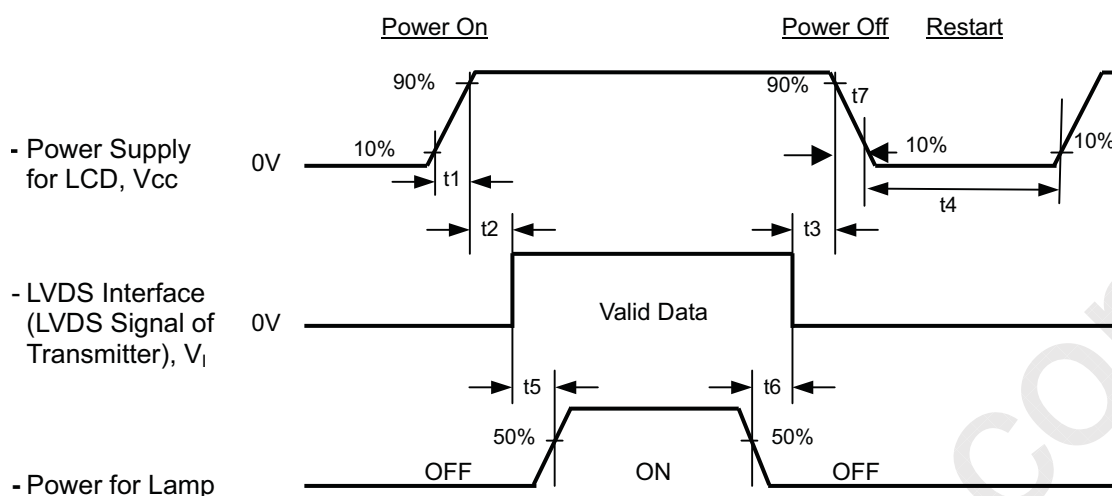 Power On
Power Off
Restart
90%
90%
t7
- Power Supply
for LCD, Vcc
0V
10%
10%
10%
t1
t4
t2
t3
- LVDS Interface
(LVDS Signal of
Transmitter), VI
0V
Valid Data
t5
t6
50%
50%
- Power for Lamp
OFF
ON
OFF